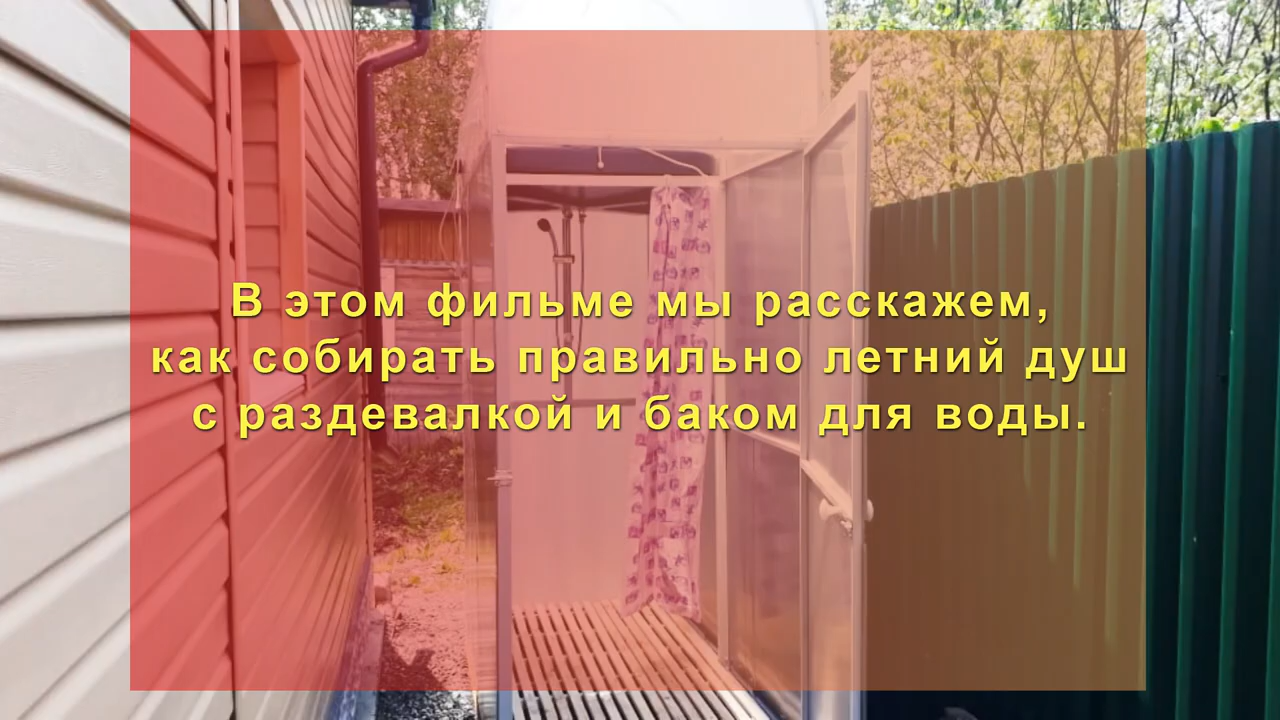 В этом фильме мы расскажем,
как собирать правильно летний душ
с раздевалкой и баком для воды.